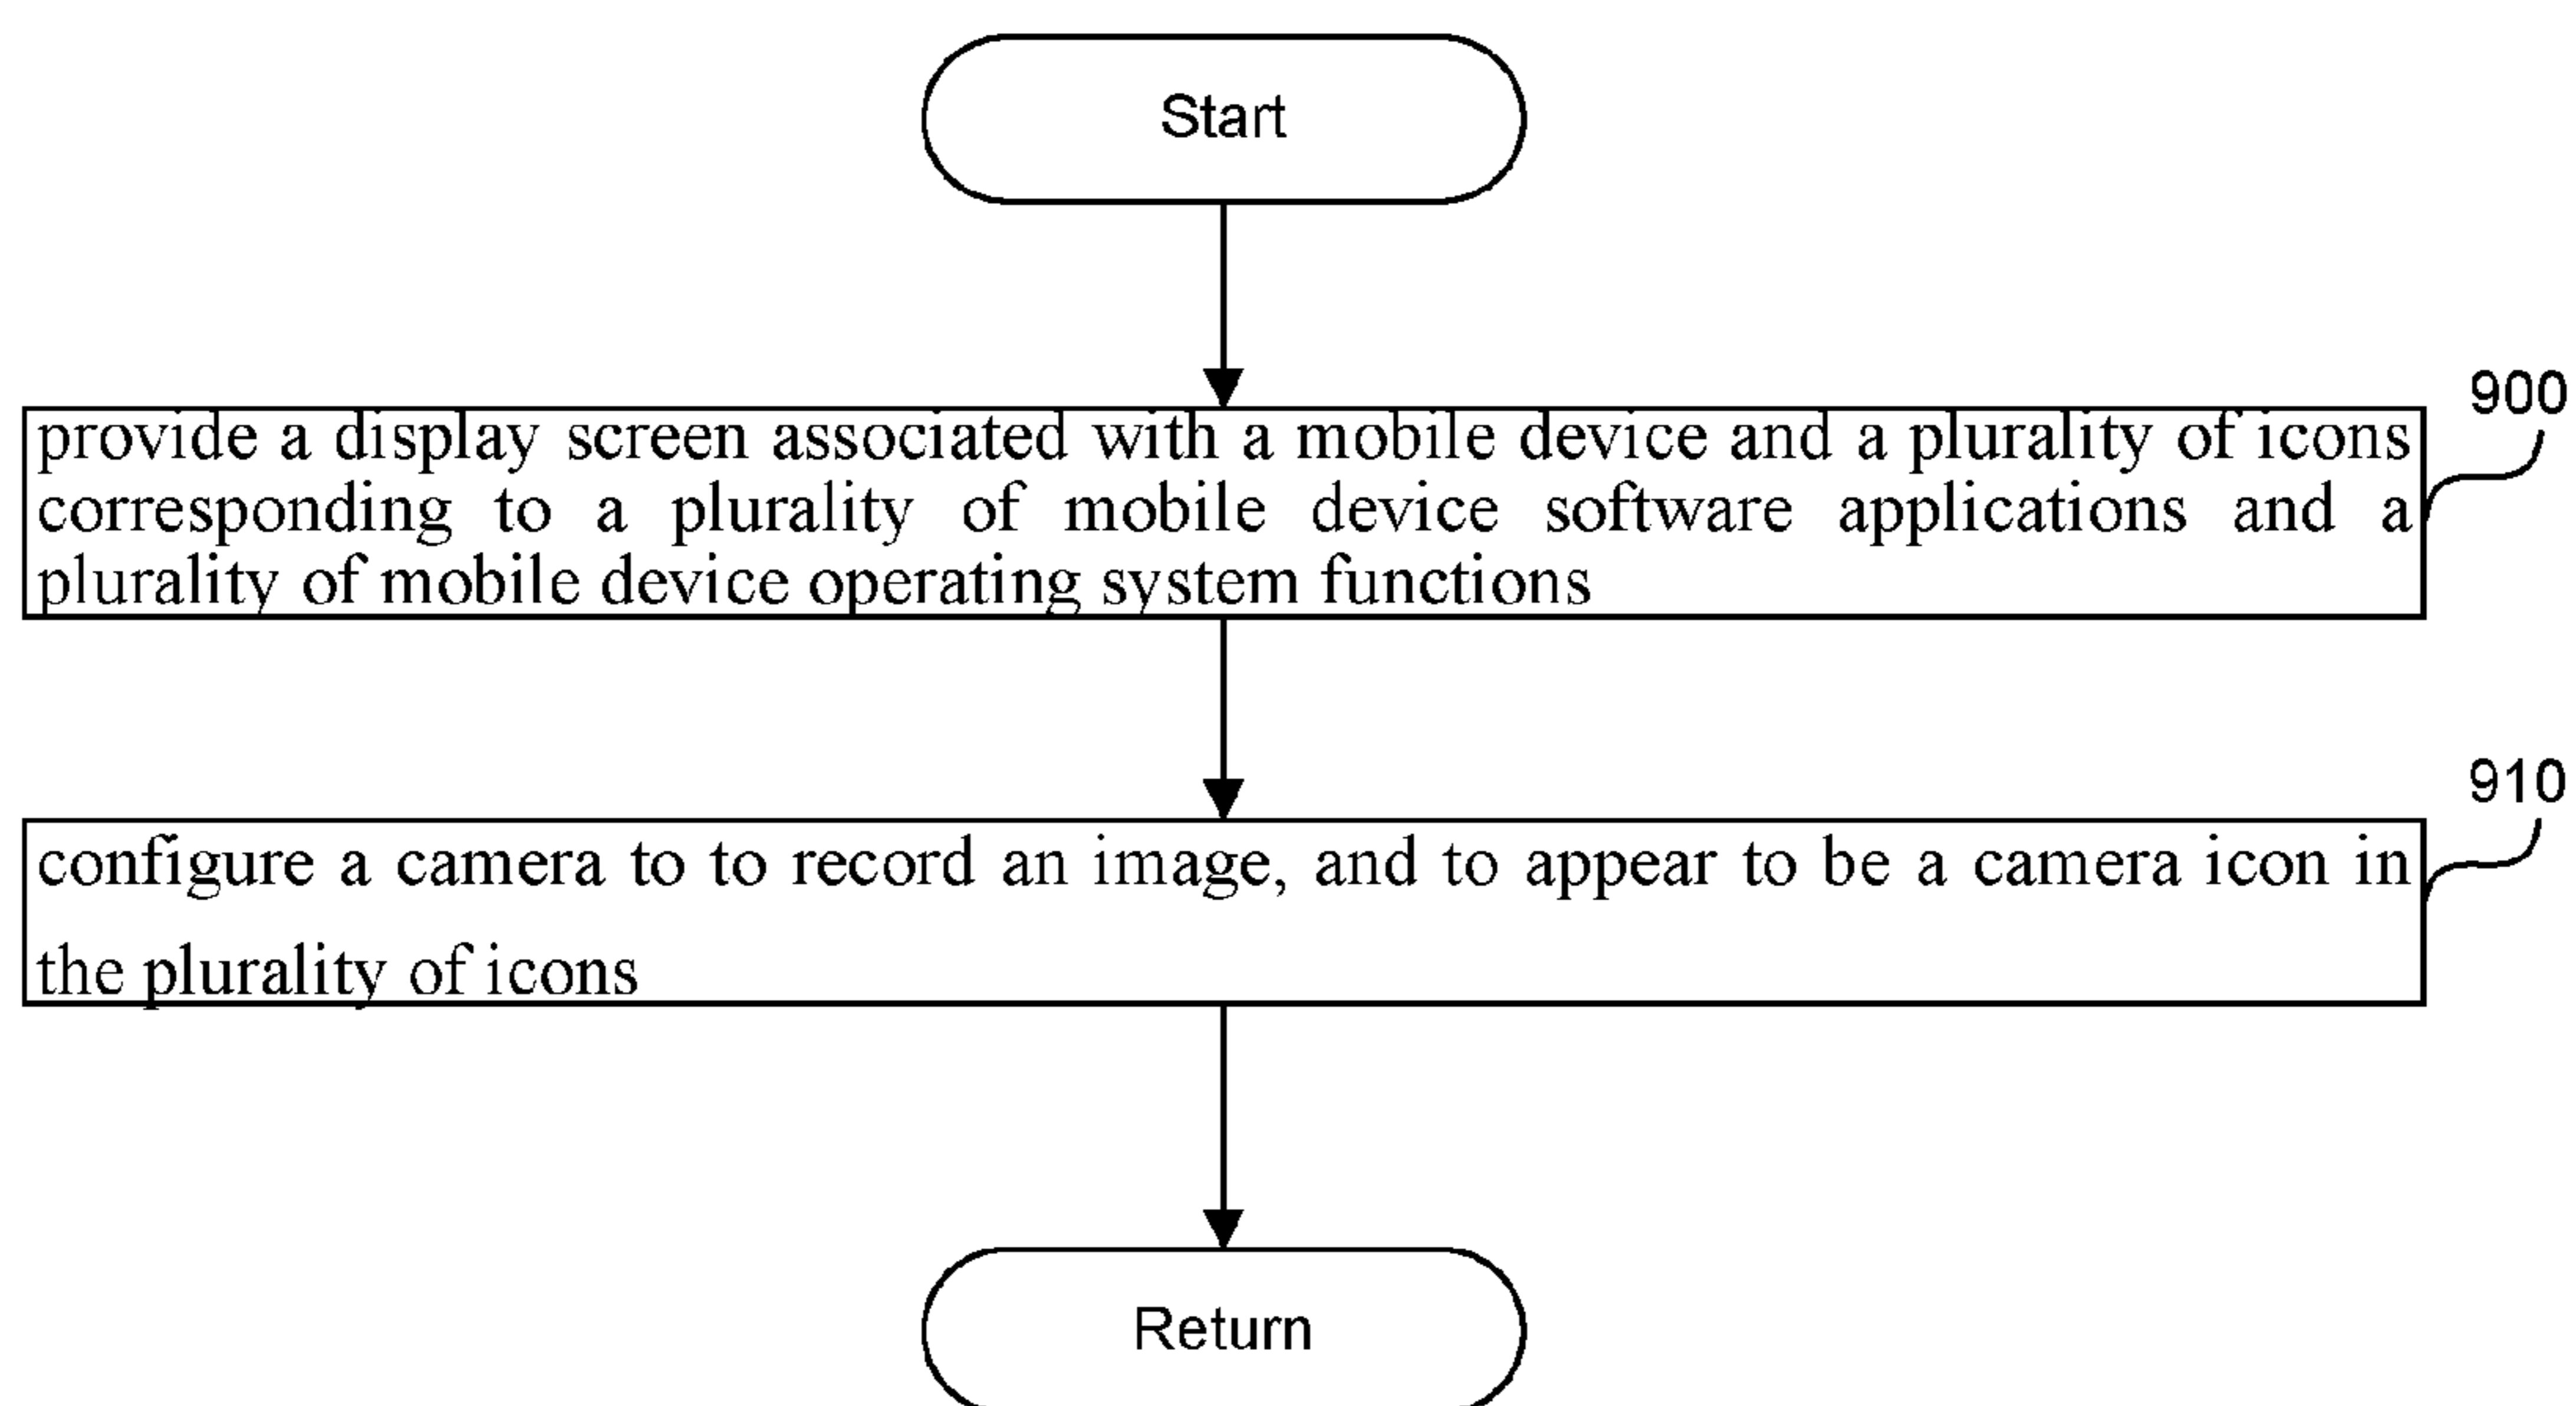 Start
900
provide a display screen associated with a mobile device and a plurality of icons
corresponding to a plurality of mobile device software applications and a
plurality of mobile device operating system functions
910
configure a camera to to record an image, and to appear to be a camera icon in
the plurality of icons
Return